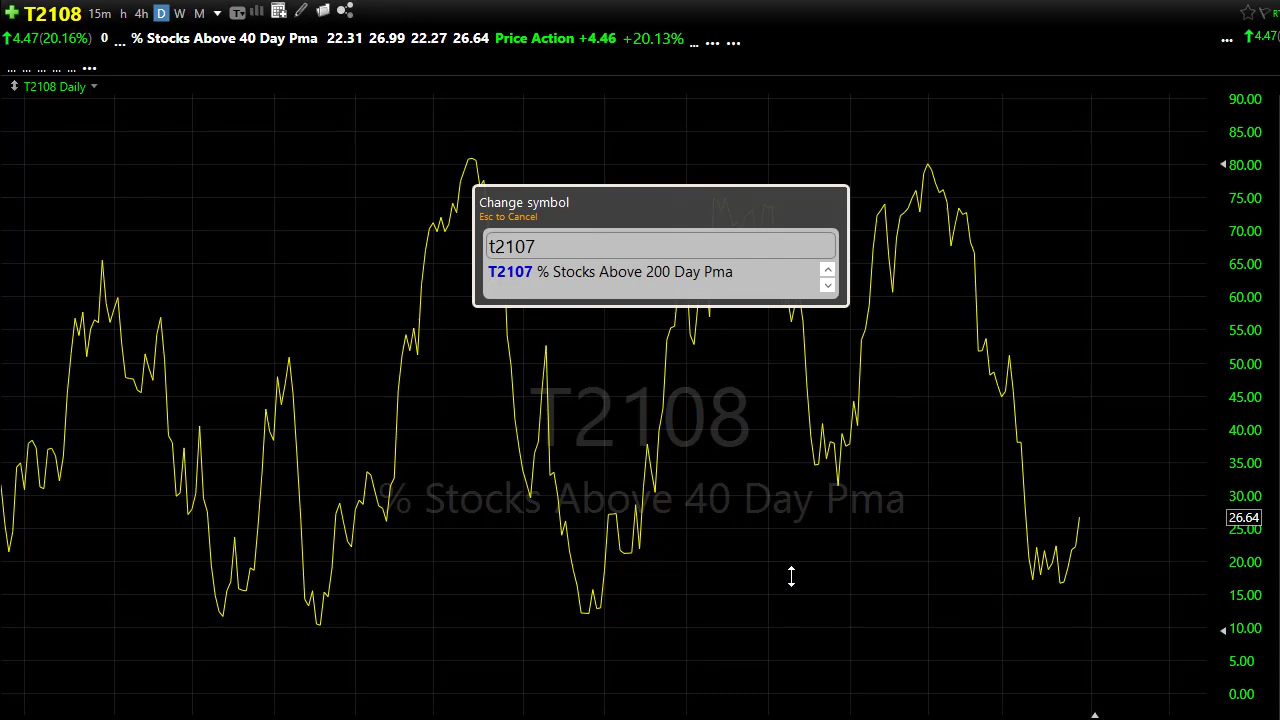 T2108 15m h 4h D W M T
4.47(20.16%) 0 ... % Stocks Above 40 Day Pma 22.31 26.99 22.27 26.64 Price Action +4.46 +20.13% ... ... ... ... 4.47(
... ... ... ... ... ...
T2108 Daily
90.00
85.00
80.00
75.00
70.00
65.00
60.00
55.00
50.00
45.00
40.00
35.00
30.00
26.64
25.00
20.00
15.00
10.00
5.00
0.00
Change symbol
Esc to Cancel
t2107
T2107 % Stocks Above 200 Day Pma
T2108
% Stocks Above 40 Day Pma